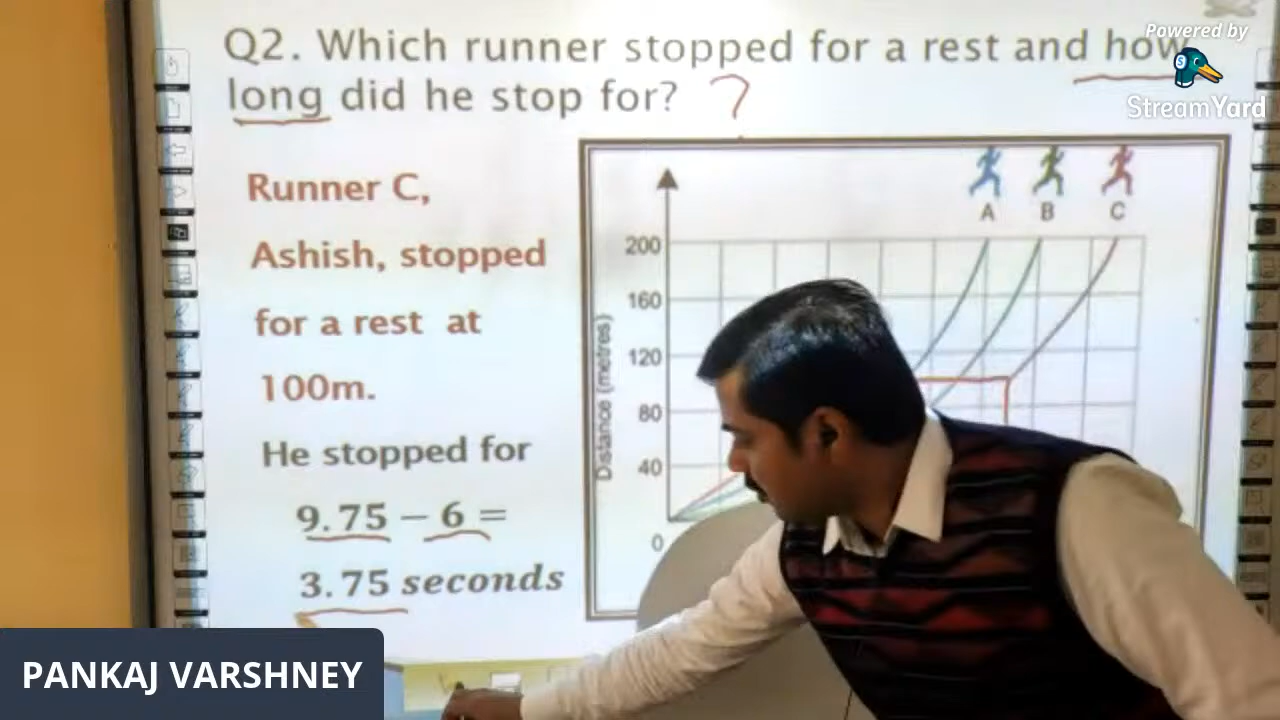 Q2. Which runner stopped for a rest and how
long did he stop for? ?
Powered by
StreamYard
Runner C,
Ashish, stopped
for a rest at
100m.
He stopped for
9.75 – 6 =
3.75 seconds
A B C
200
160
120
80
40
0
Distance (metres)
PANKAJ VARSHNEY